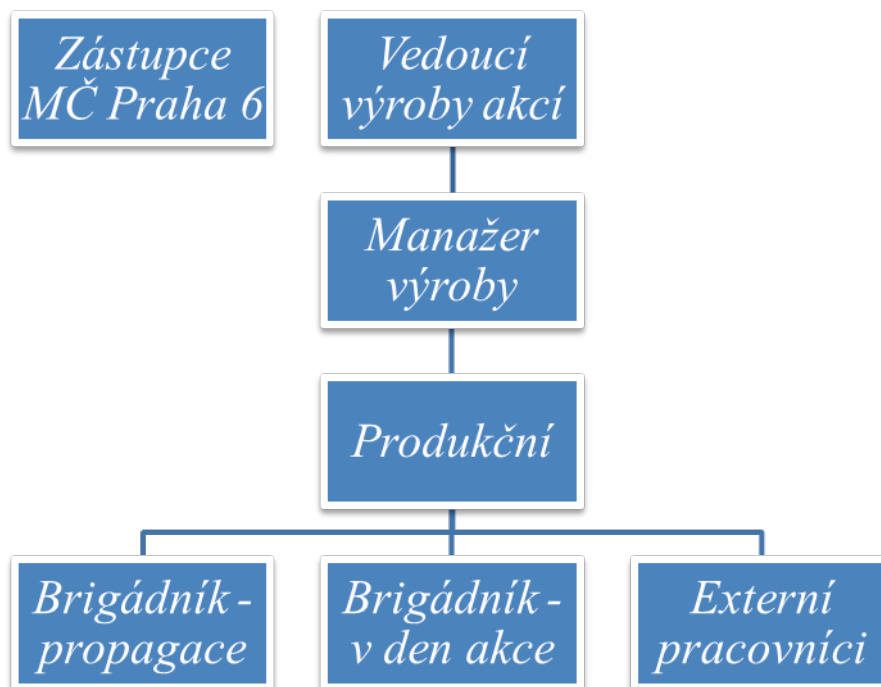 Zástupce
MČ Praha 6
Vedoucí
výroby akcí
Manažer
výroby
Produkční
Brigádník -
propagace
Brigádník -
v den akce
Externí
pracovníci